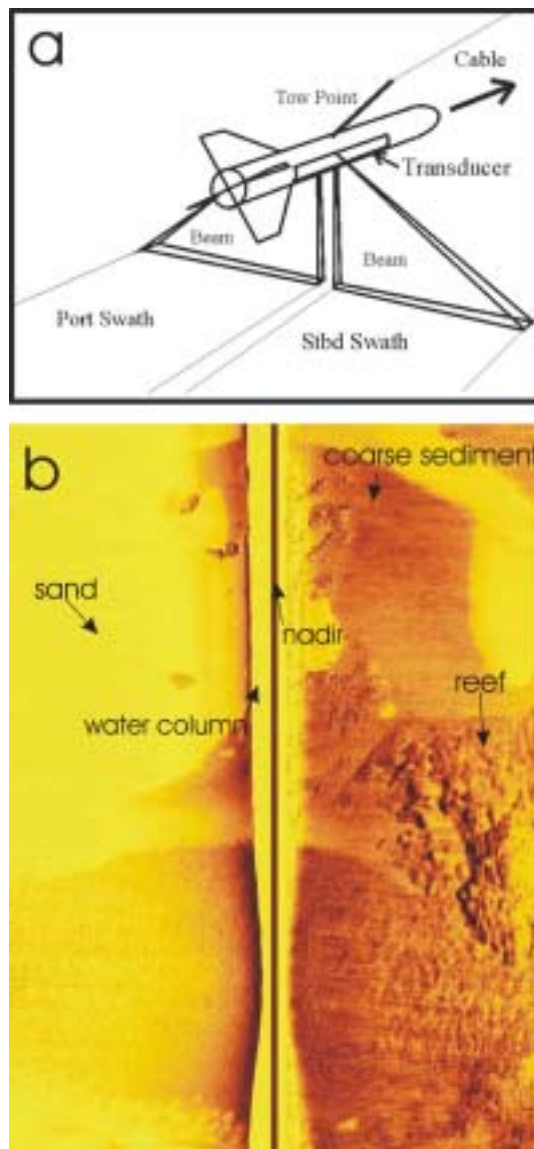 a
Cable
Tow Point
Transducer
Beam
Beam
Port Swath
Stbd Swath
b
coarse sediment
sand
nadir
reef
water column